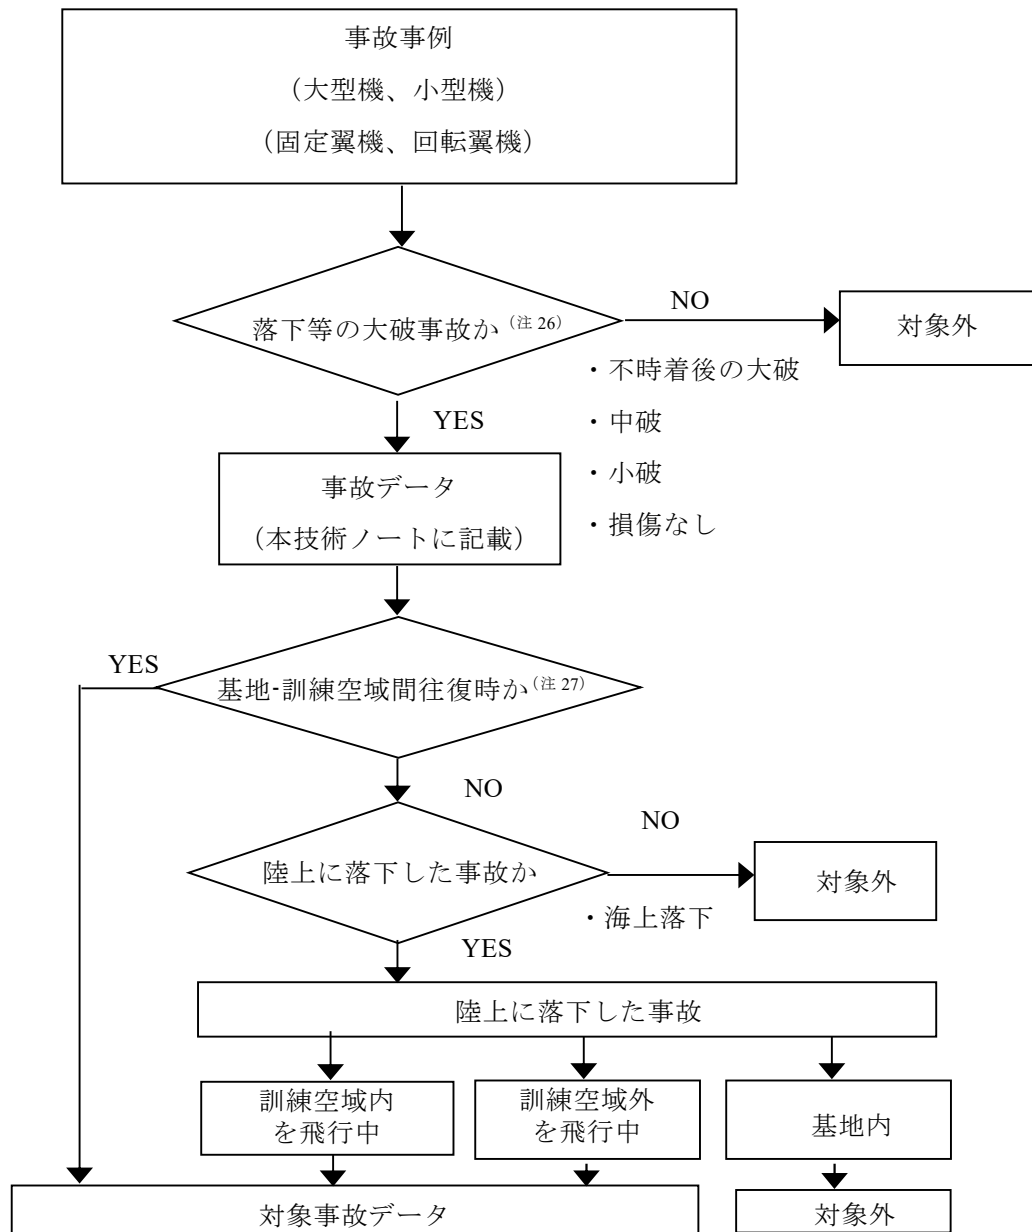 事故事例
（大型機、小型機）
（固定翼機、回転翼機）
落下等の大破事故か（注 26）
NO
対象外
・不時着後の大破
・中破
・小破
・損傷なし
YES
事故データ
（本技術ノートに記載）
YES
基地-訓練空域間往復時か（注 27）
NO
陸上に落下した事故か
NO
対象外
・海上落下
YES
陸上に落下した事故
訓練空域内
を飛行中
訓練空域外
を飛行中
基地内
対象事故データ
対象外